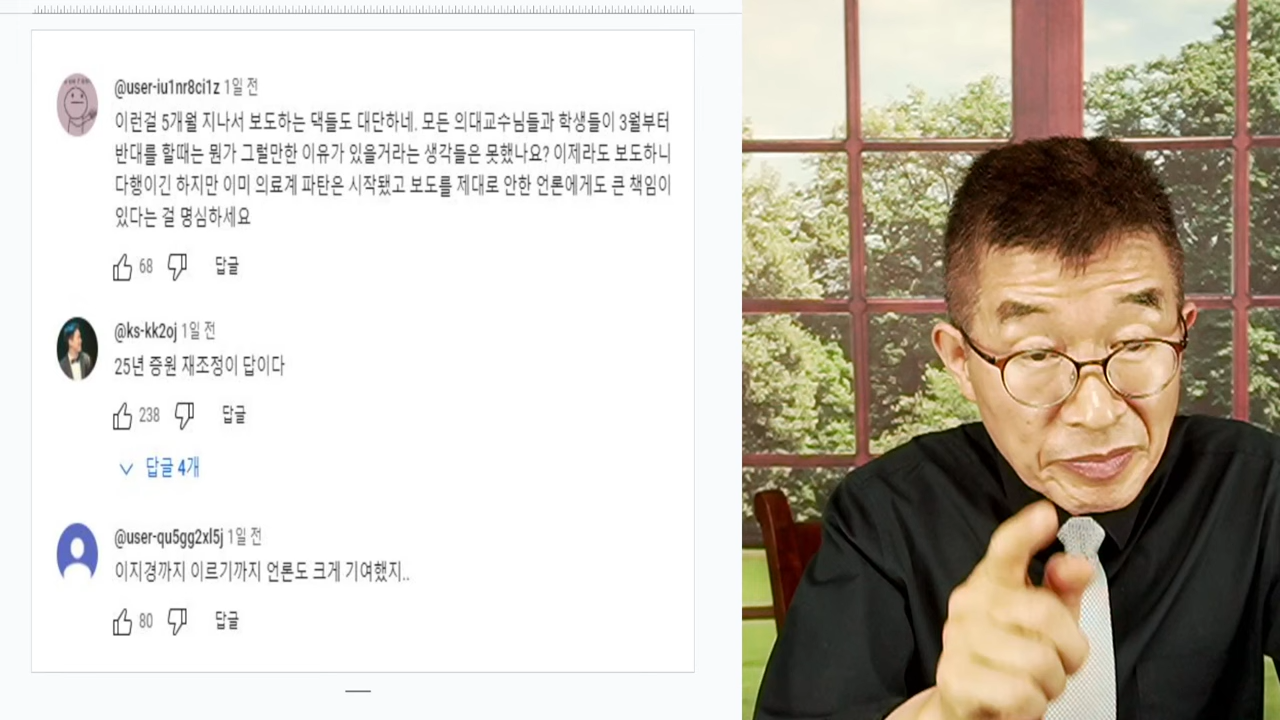 @user-iu1nr8ci1z 1일 전
이런걸 5개월 지나서 보도하는 댁들도 대단하네. 모든 의대교수님들과 학생들이 3월부터
반대를 할때는 뭔가 그럴만한 이유가 있을거라는 생각들은 못했나요? 이제라도 보도하니
다행이긴 하지만 이미 의료계 파탄은 시작됐고 보도를 제대로 안한 언론에게도 큰 책임이
있다는 걸 명심하세요
68 답글
@ks-kk2oj 1일 전
25년 증원 재조정이 답이다
238 답글
답글 4개
@user-qu5gg2xl5j 1일 전
이지경까지 이르기까지 언론도 크게 기여했지..
80 답글